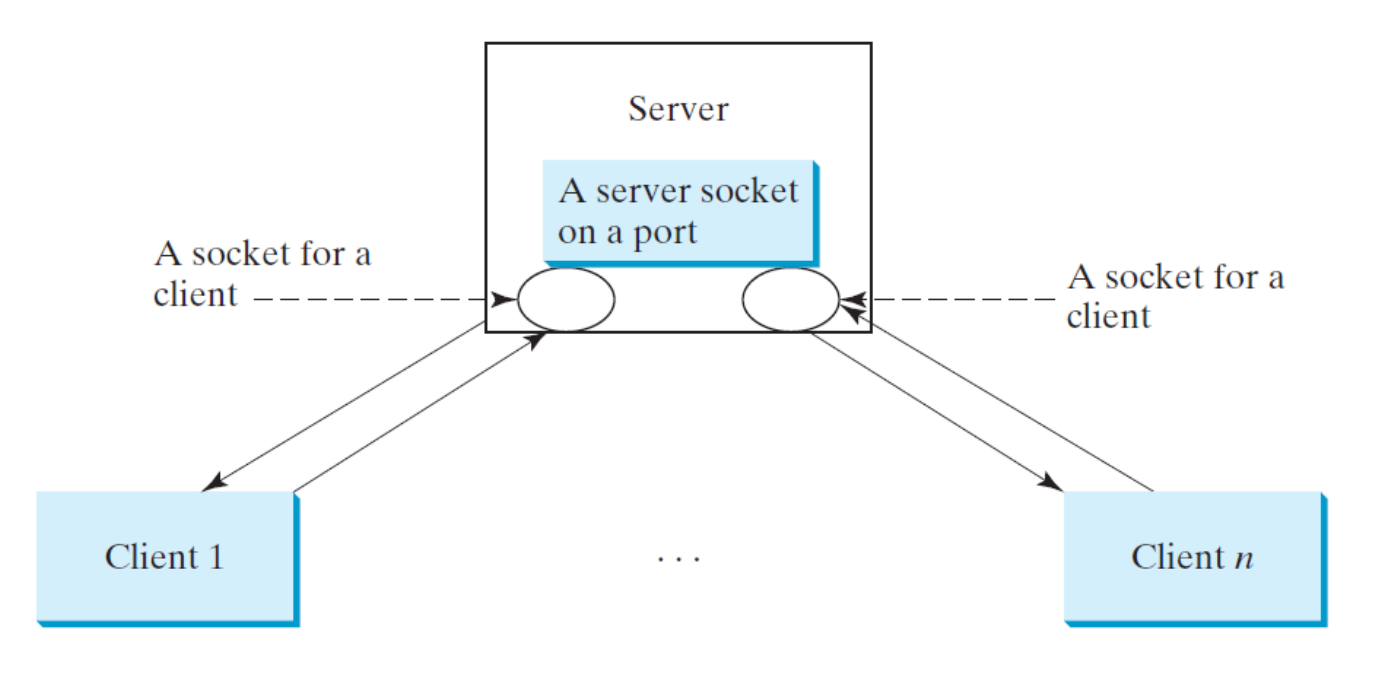 Server
A server socket
on a port
A socket for a
client
A socket for a
client
Client 1
. . .
Client n